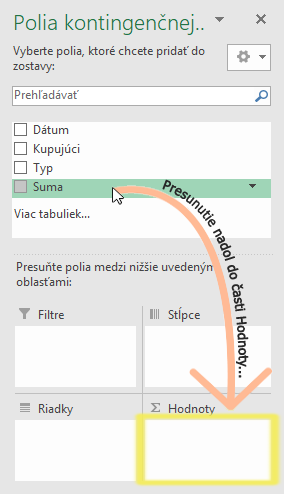 Polia kontingenčnej..
Vyberte polia, ktoré chcete pridať do
zostavy:
Prehľadávať
Dátum
Kupujúci
Typ
Suma
Viac tabuliek...
Presunutie nadol do časti Hodnoty...
Presuňte polia medzi nižšie uvedeným
oblasťami:
Filtre
Stĺpce
Riadky
Σ Hodnoty